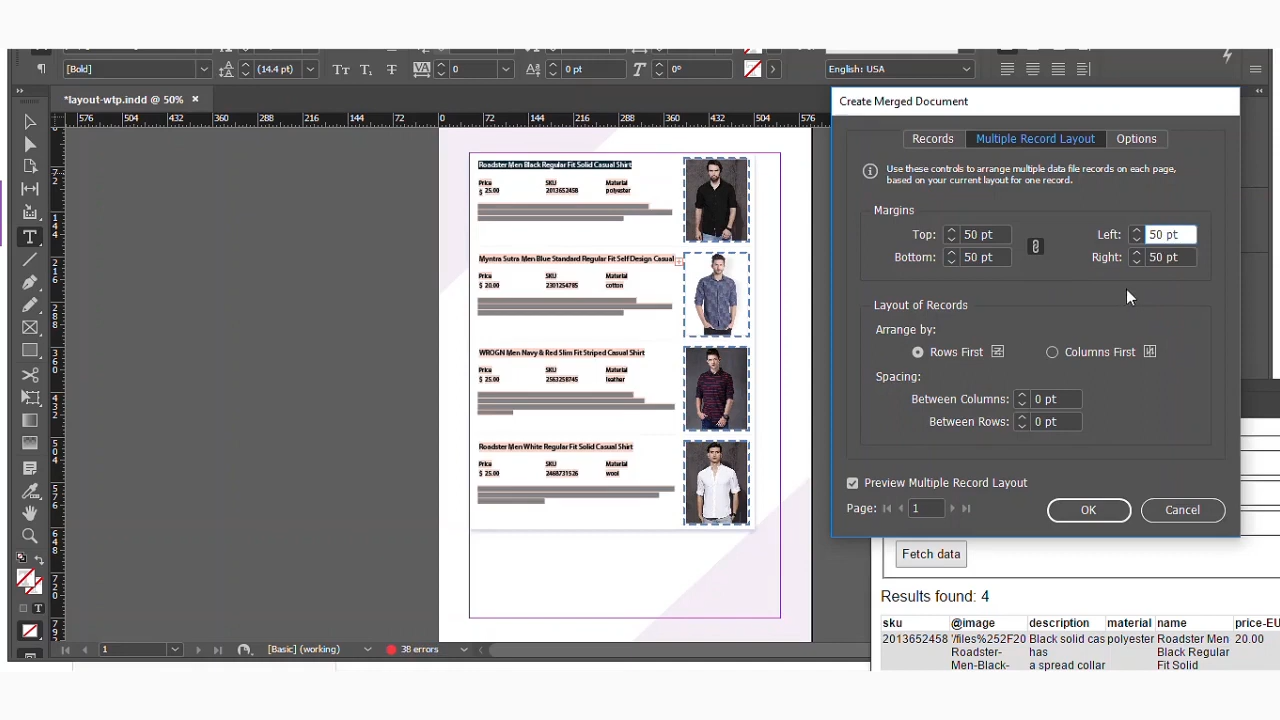 [Bold]
(14.4 pt)
0
0 pt
0°
English: USA
*layout-wtp.indd @ 50%
576 504 432 360 288 216 144 72 0 72 144 216 288 360 432 504 576
Create Merged Document
Records
Multiple Record Layout
Options
Use these controls to arrange multiple data file records on each page,
based on your current layout for one record.
Margins
Top: 50 pt
Left: 50 pt
Bottom: 50 pt
Right: 50 pt
Layout of Records
Arrange by:
Rows First
Columns First
Spacing:
Between Columns: 0 pt
Between Rows: 0 pt
Preview Multiple Record Layout
Page: 1
OK
Cancel
Roadster Men Black Regular Fit Solid Casual Shirt
Price SKU Material
$ 25.00 2013652458 polyester
Myntra Sutra Men Blue Standard Regular Fit Self Design Casual
Price SKU Material
$ 20.00 2301254785 cotton
WROGN Men Navy & Red Slim Fit Striped Casual Shirt
Price SKU Material
$ 25.00 2563258745 leather
Roadster Men White Regular Fit Solid Casual Shirt
Price SKU Material
$ 25.00 2468731526 wool
Fetch data
Results found: 4
sku @image description material name price-EU
2013652458 '/files%252F20 Black solid cas polyester Roadster Men 20.00
Roadster- has Black Regular
Men-Black- a spread collar Fit Solid
1
[Basic] (working)
38 errors